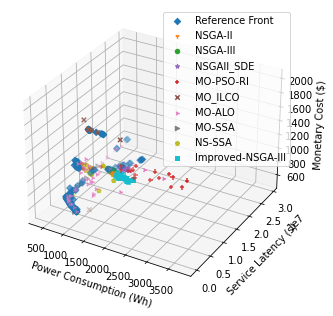 Reference Front
NSGA-II
NSGA-III
NSGAII_SDE
MO-PSO-RI
MO_ILCO
MO-ALO
MO-SSA
NS-SSA
Improved-NSGA-III
2000
1800
1600
1400
1200
1000
800
600
Monetary Cost ($)
3.0
2.5
2.0
1.5
1.0
0.5
0.0
Service Latency (s)
500
1000
1500
2000
2500
3000
3500
Power Consumption (Wh)